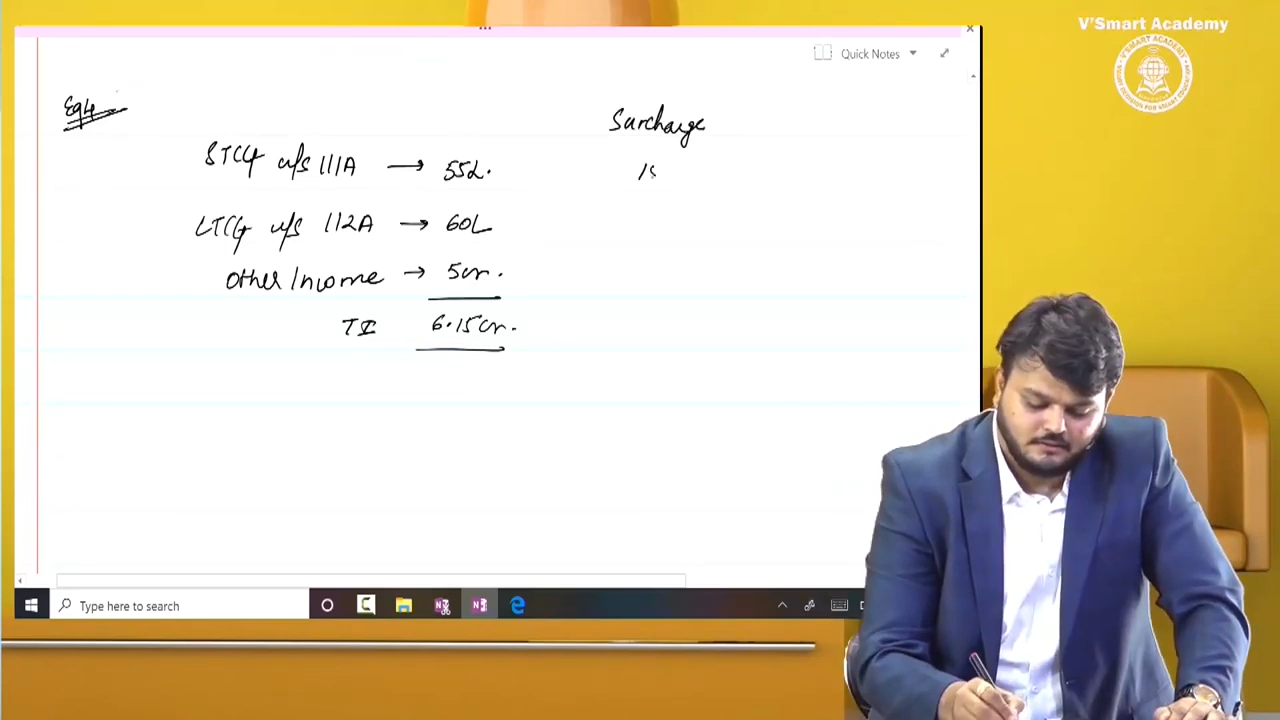 V'Smart Academy
Quick Notes
Eg4
Surcharge
STCG u/s 111A → 55L.
15
LTCG u/s 112A → 60L
Other Income → 5cr.
TI 6.15cr.
Type here to search